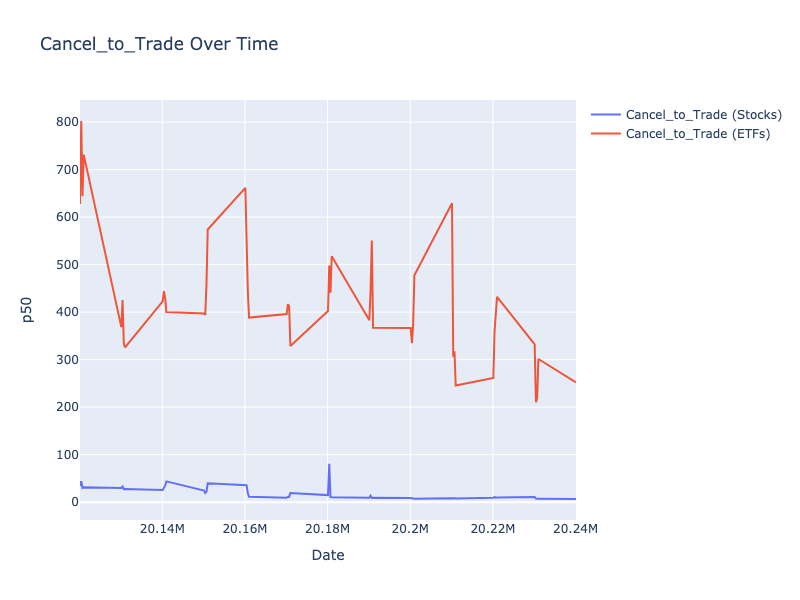 Cancel_to_Trade Over Time
Cancel_to_Trade (Stocks)
Cancel_to_Trade (ETFs)
800
700
600
500
400
300
200
100
0
p50
20.14M
20.16M
20.18M
20.2M
20.22M
20.24M
Date